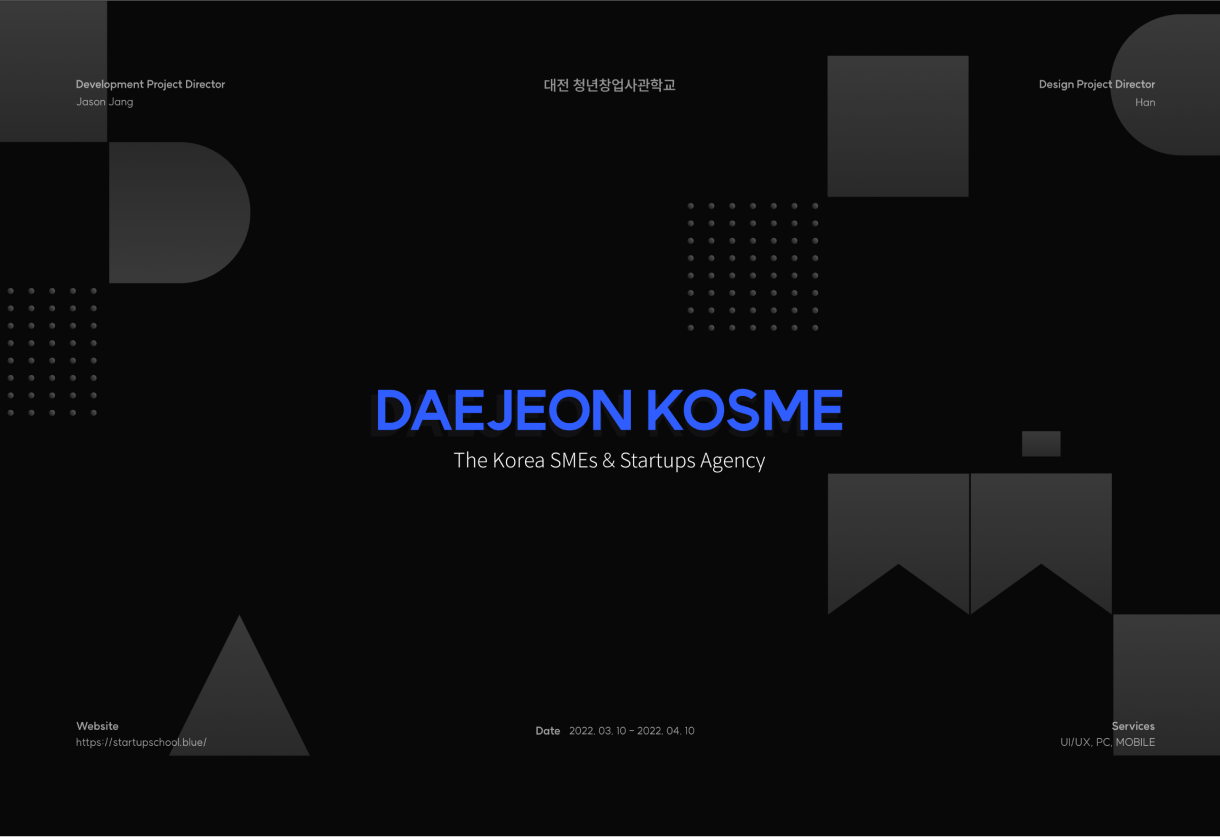 Development Project Director
Jason Jang
대전 청년창업사관학교
Design Project Director
Han
DAEJEON KOSME
The Korea SMEs & Startups Agency
Website
https://startupschool.blue/
Date 2022. 03. 10 - 2022. 04. 10
Services
UI/UX, PC, MOBILE